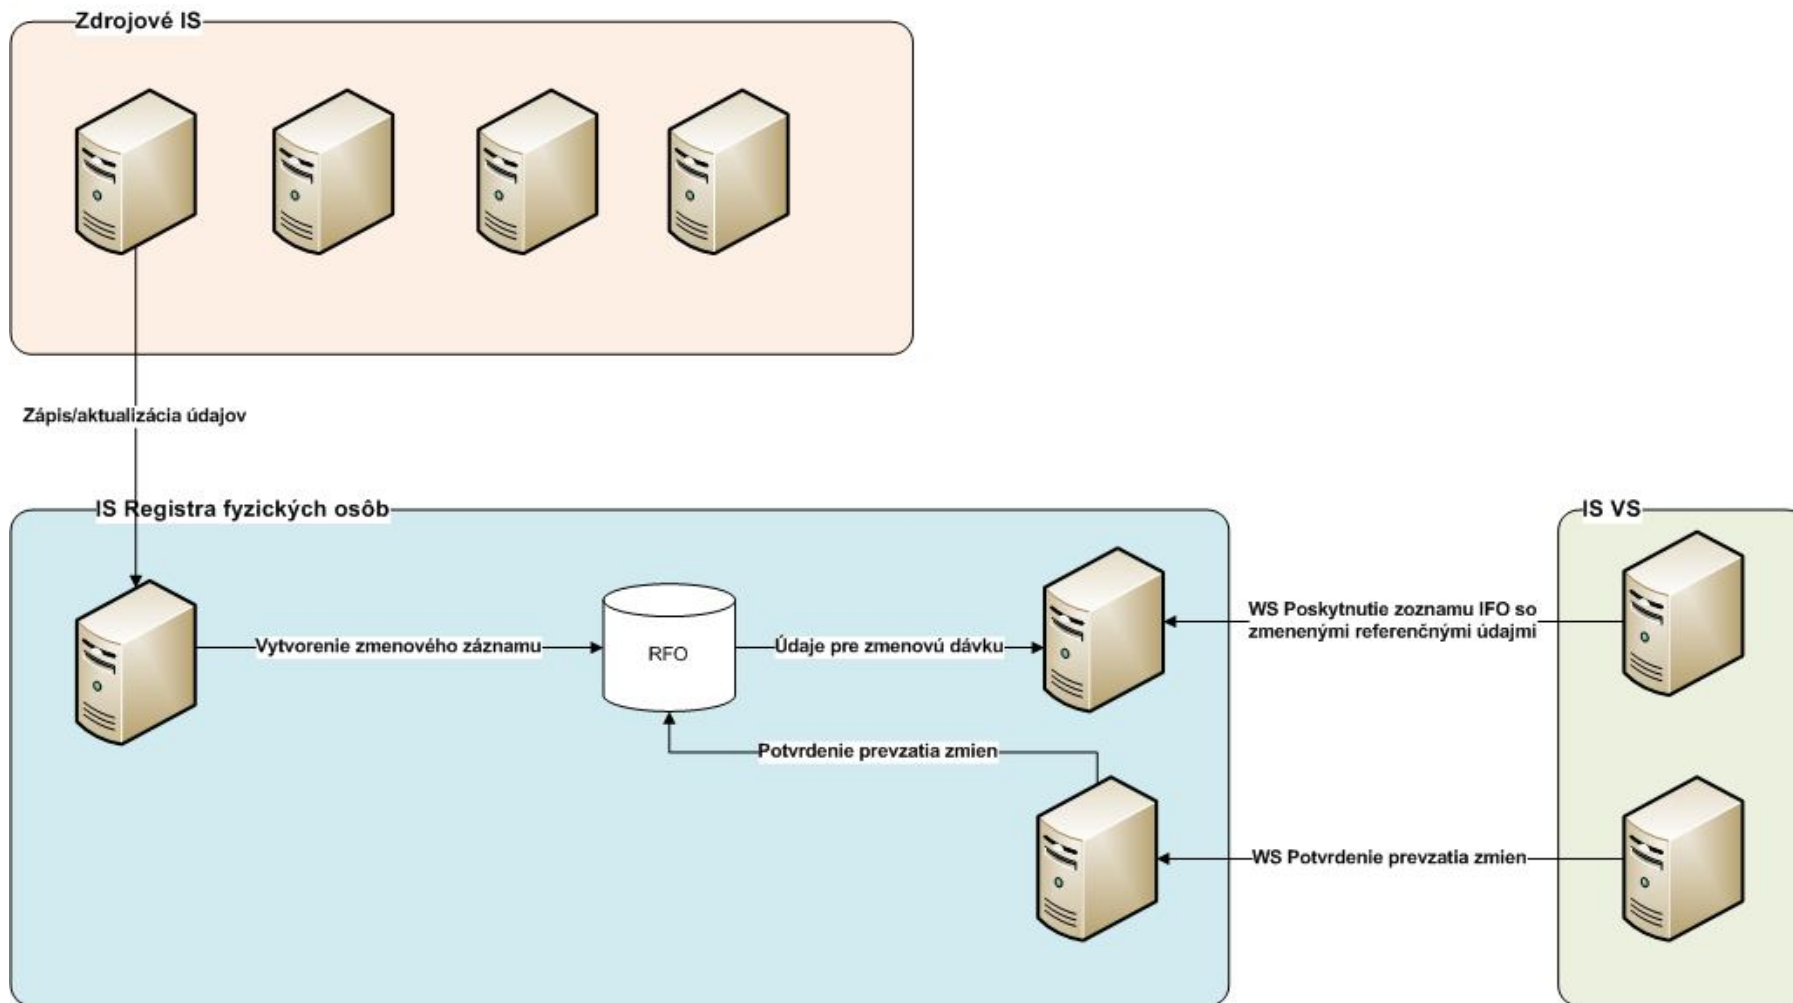 Zdrojové IS
Zápis/aktualizácia údajov
IS Registra fyzických osôb
IS VS
Vytvorenie zmenového záznamu
RFO
Údaje pre zmenovú dávku
WS Poskytnutie zoznamu IFO so
zmenenými referenčnými údajmi
Potvrdenie prevzatia zmien
WS Potvrdenie prevzatia zmien